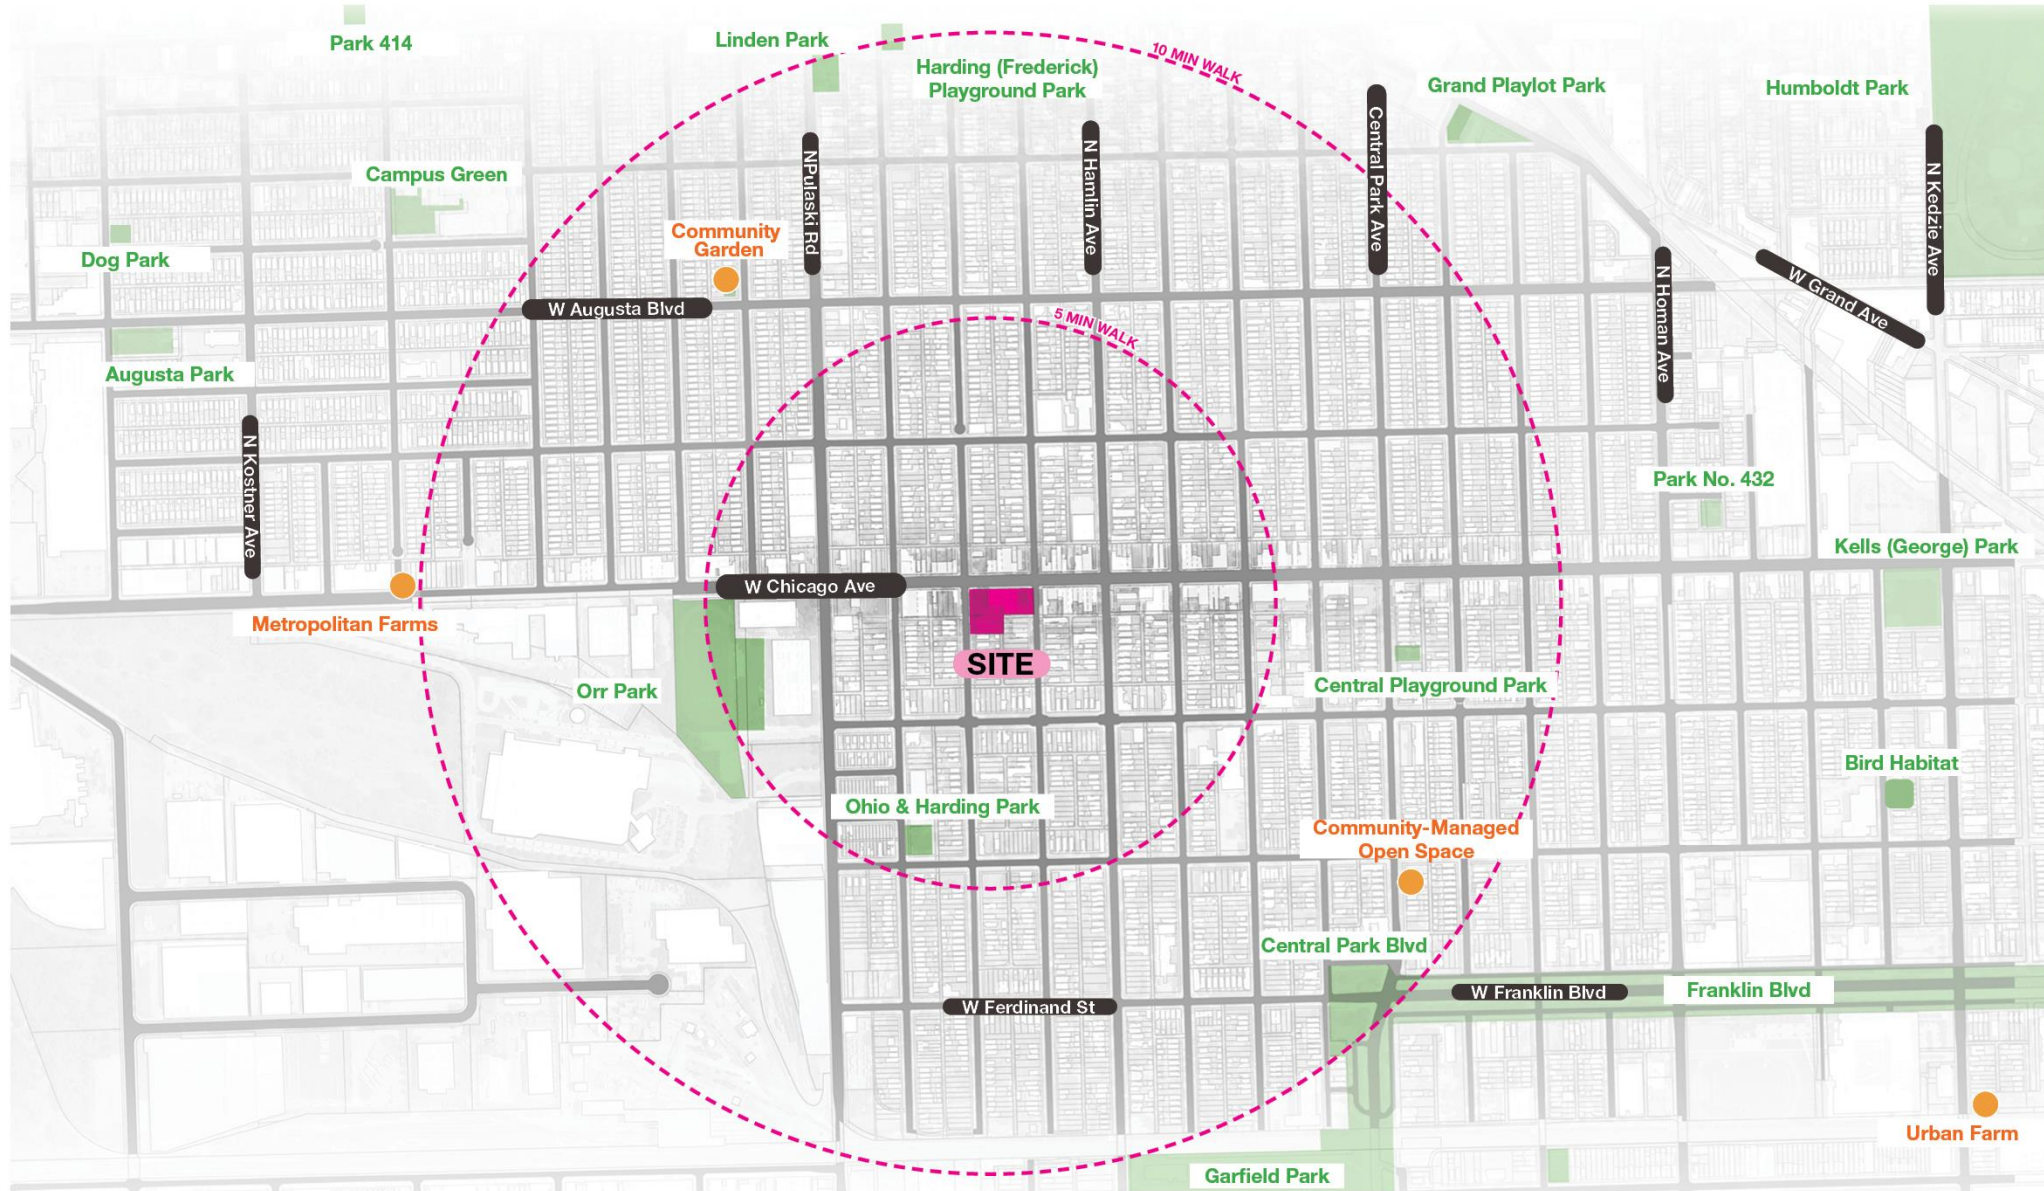 Park 414
Linden Park
Harding (Frederick)
Playground Park
10 MIN WALK
Grand Playlot Park
Humboldt Park
Central Park Ave
N Hamlin Ave
NPulaski Rd
N Kedzie Ave
Campus Green
Community
Garden
Dog Park
N Homan Ave
W Grand Ave
W Augusta Blvd
5 MIN WALK
Augusta Park
N Kostner Ave
Park No. 432
Kells (George) Park
W Chicago Ave
Metropolitan Farms
SITE
Orr Park
Central Playground Park
Bird Habitat
Ohio & Harding Park
Community-Managed
Open Space
Central Park Blvd
W Franklin Blvd
Franklin Blvd
W Ferdinand St
Urban Farm
Garfield Park